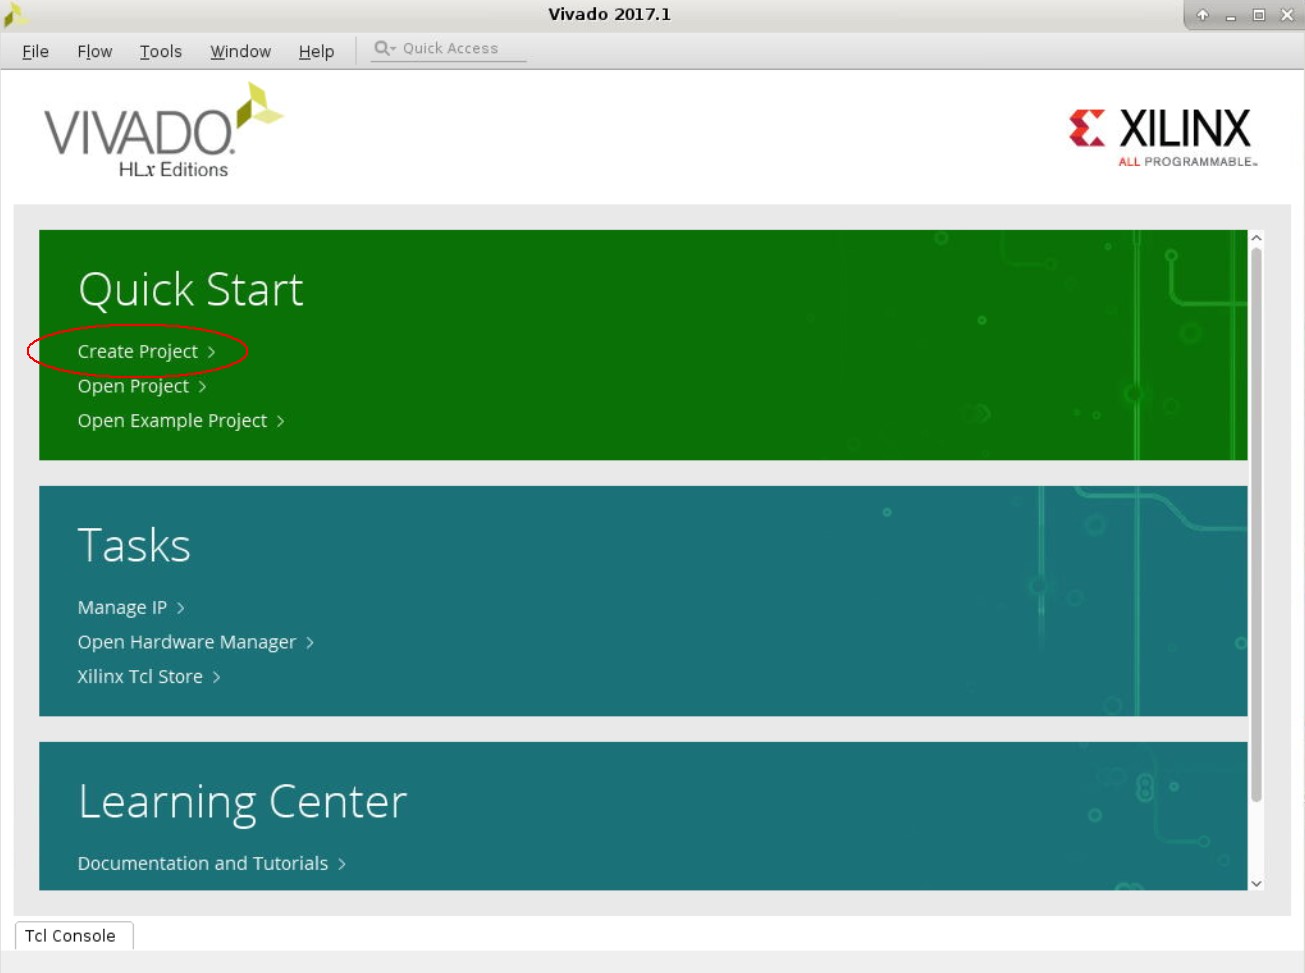 Vivado 2017.1
File Flow Tools Window Help Quick Access
VIVADO.
HLx Editions
XILINX
ALL PROGRAMMABLE™
Quick Start
Create Project >
Open Project >
Open Example Project >
Tasks
Manage IP >
Open Hardware Manager >
Xilinx Tcl Store >
Learning Center
Documentation and Tutorials >
Tcl Console